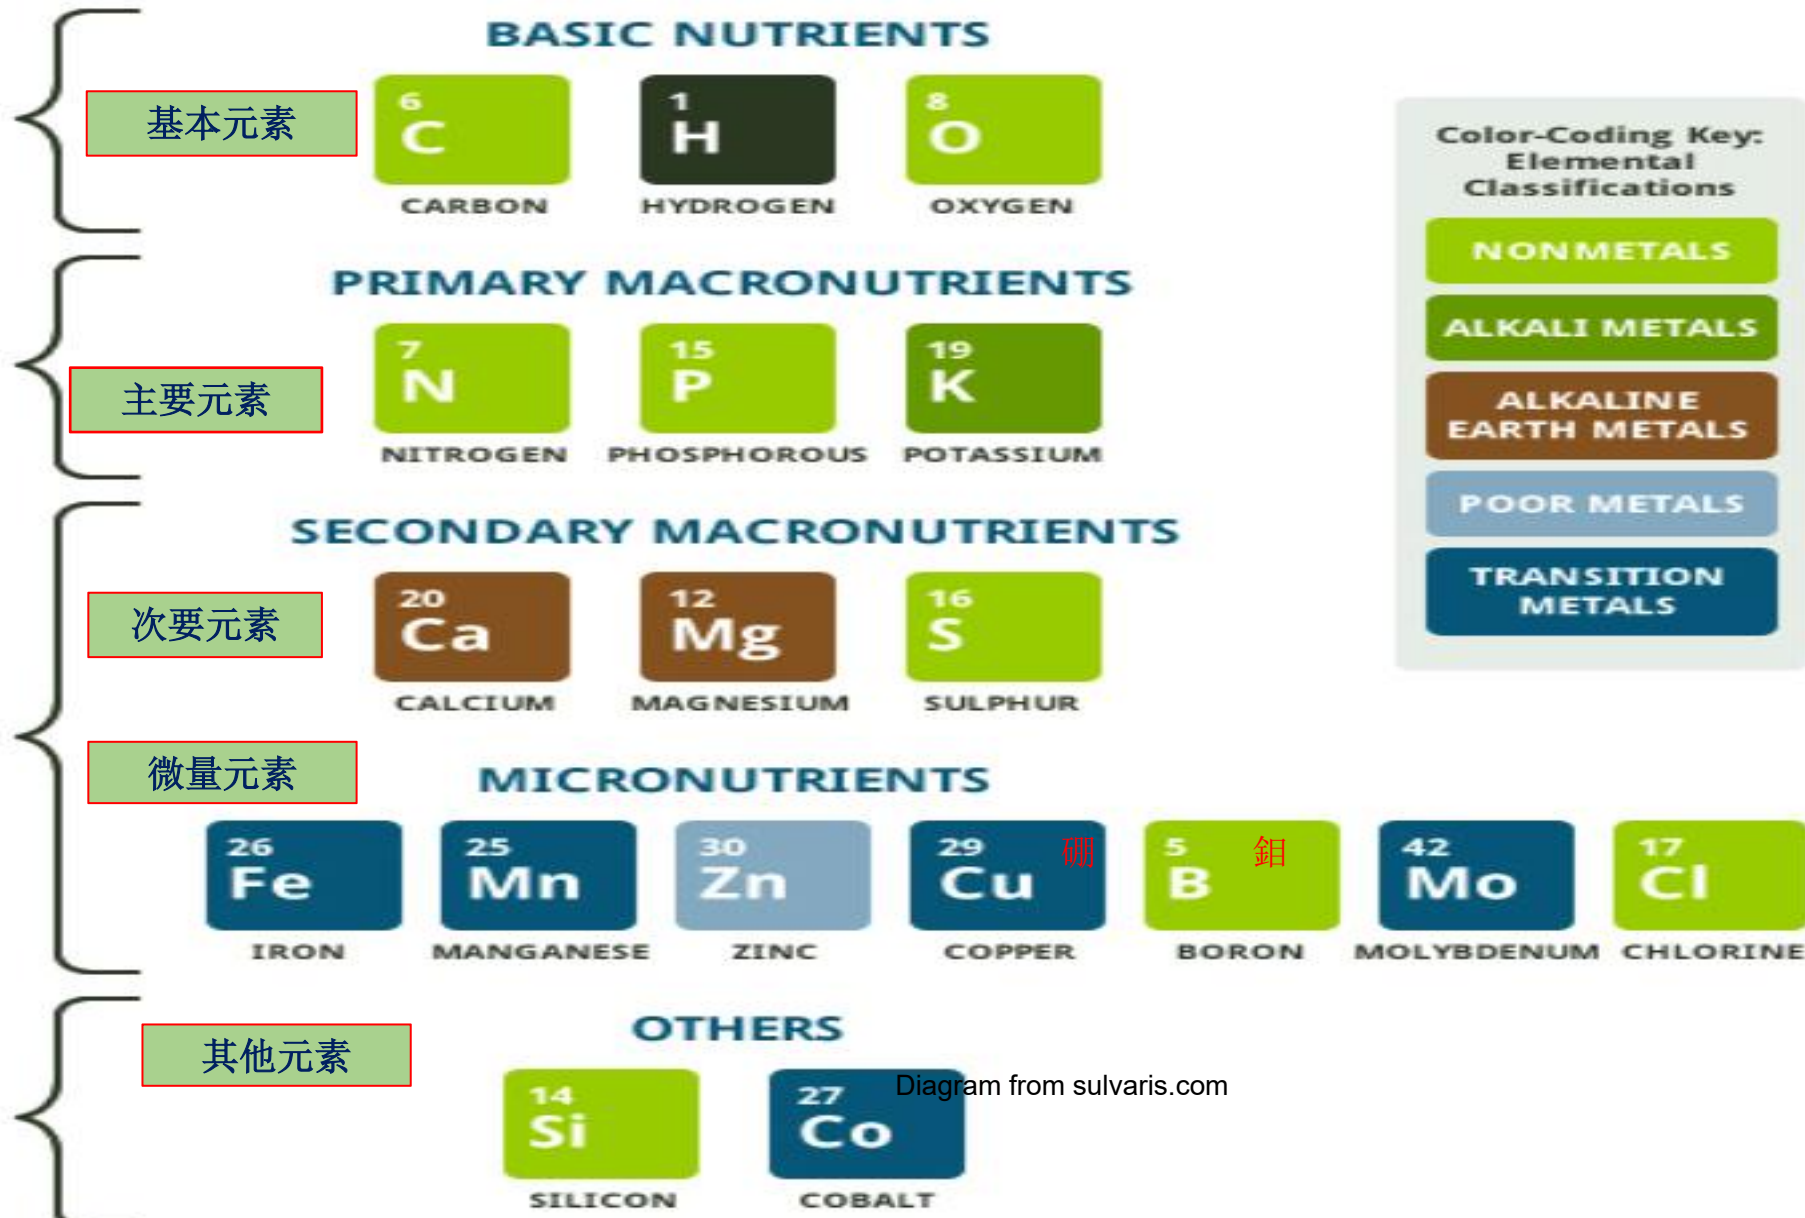 BASIC NUTRIENTS
基本元素
6
C
CARBON
1
H
HYDROGEN
8
O
OXYGEN
PRIMARY MACRONUTRIENTS
主要元素
7
N
NITROGEN
15
P
PHOSPHOROUS
19
K
POTASSIUM
SECONDARY MACRONUTRIENTS
次要元素
20
Ca
CALCIUM
12
Mg
MAGNESIUM
16
S
SULPHUR
微量元素
MICRONUTRIENTS
26
Fe
IRON
25
Mn
MANGANESE
30
Zn
ZINC
29
Cu
硼
COPPER
5
B
鉬
BORON
42
Mo
MOLYBDENUM
17
Cl
CHLORINE
其他元素
OTHERS
14
Si
SILICON
27
Co
COBALT
Diagram from sulvaris.com
Color-Coding Key:
Elemental
Classifications
NONMETALS
ALKALI METALS
ALKALINE
EARTH METALS
POOR METALS
TRANSITION
METALS